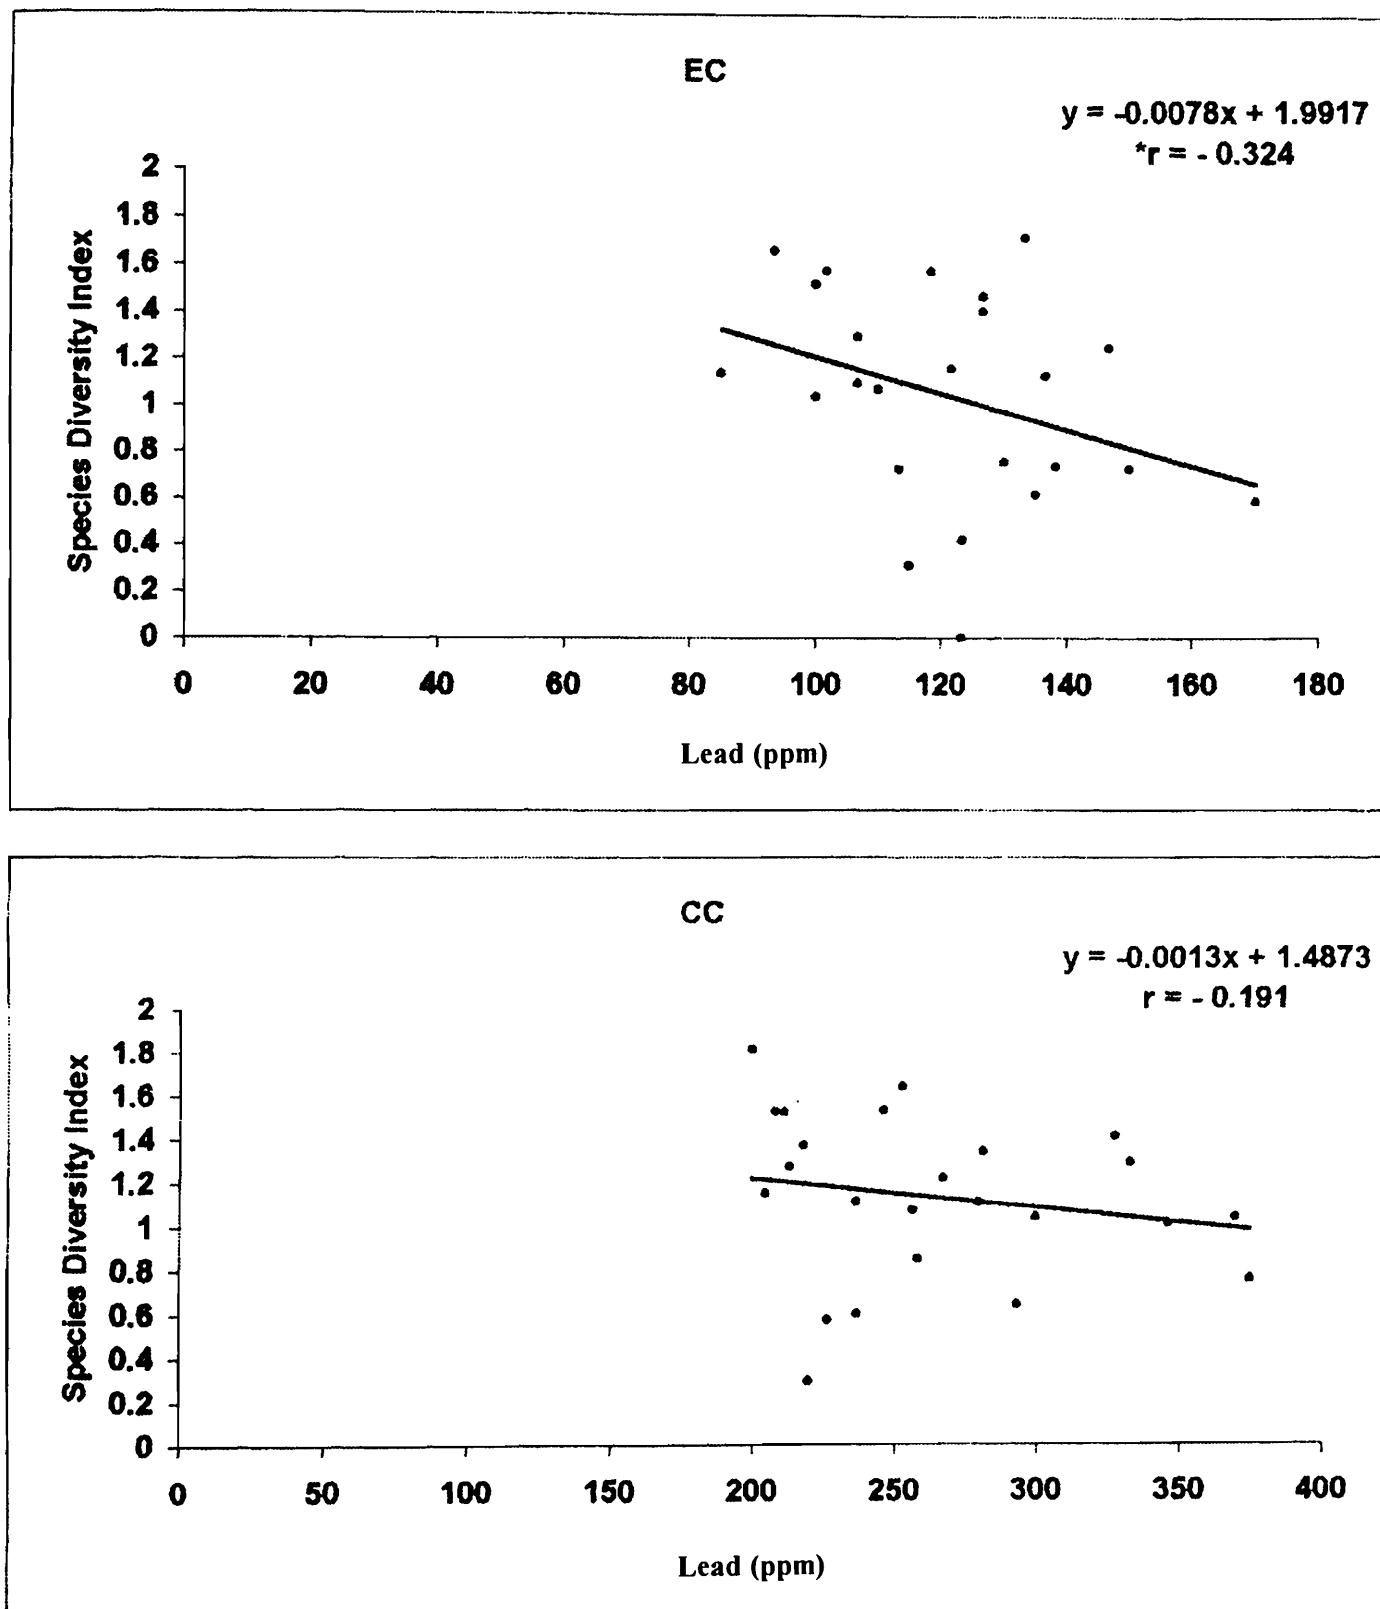 EC
y = -0.0078x + 1.9917
*r = - 0.324
2
1.8
1.6
1.4
1.2
1
0.8
0.6
0.4
0.2
0
Species Diversity Index
0 20 40 60 80 100 120 140 160 180
Lead (ppm)
CC
y = -0.0013x + 1.4873
r = - 0.191
2
1.8
1.6
1.4
1.2
1
0.8
0.6
0.4
0.2
0
Species Diversity Index
0 50 100 150 200 250 300 350 400
Lead (ppm)